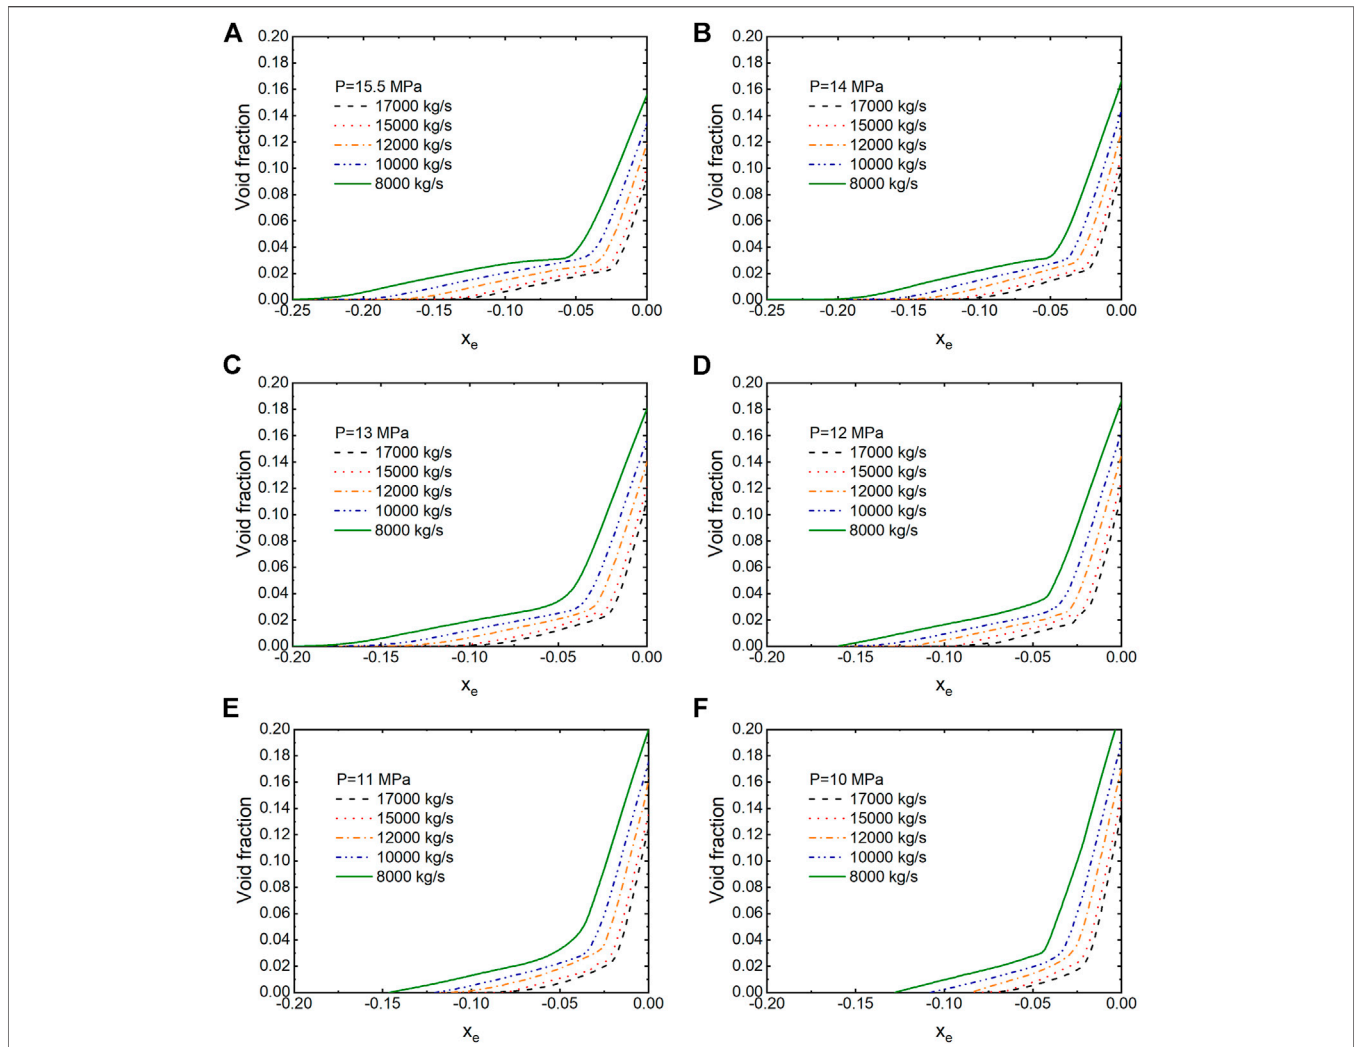 A
0.20
0.18
0.16
0.14
0.12
0.10
0.08
0.06
0.04
0.02
0.00
Void fraction
P=15.5 MPa
17000 kg/s
15000 kg/s
12000 kg/s
10000 kg/s
8000 kg/s
-0.25 -0.20 -0.15 -0.10 -0.05 0.00
xe
B
0.20
0.18
0.16
0.14
0.12
0.10
0.08
0.06
0.04
0.02
0.00
Void fraction
P=14 MPa
17000 kg/s
15000 kg/s
12000 kg/s
10000 kg/s
8000 kg/s
-0.25 -0.20 -0.15 -0.10 -0.05 0.00
xe
C
0.20
0.18
0.16
0.14
0.12
0.10
0.08
0.06
0.04
0.02
0.00
Void fraction
P=13 MPa
17000 kg/s
15000 kg/s
12000 kg/s
10000 kg/s
8000 kg/s
-0.20 -0.15 -0.10 -0.05 0.00
xe
D
0.20
0.18
0.16
0.14
0.12
0.10
0.08
0.06
0.04
0.02
0.00
Void fraction
P=12 MPa
17000 kg/s
15000 kg/s
12000 kg/s
10000 kg/s
8000 kg/s
-0.20 -0.15 -0.10 -0.05 0.00
xe
E
0.20
0.18
0.16
0.14
0.12
0.10
0.08
0.06
0.04
0.02
0.00
Void fraction
P=11 MPa
17000 kg/s
15000 kg/s
12000 kg/s
10000 kg/s
8000 kg/s
-0.20 -0.15 -0.10 -0.05 0.00
xe
F
0.20
0.18
0.16
0.14
0.12
0.10
0.08
0.06
0.04
0.02
0.00
Void fraction
P=10 MPa
17000 kg/s
15000 kg/s
12000 kg/s
10000 kg/s
8000 kg/s
-0.20 -0.15 -0.10 -0.05 0.00
xe